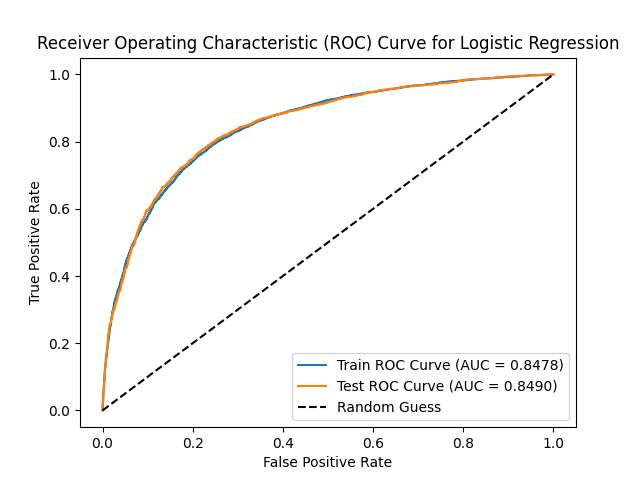 Receiver Operating Characteristic (ROC) Curve for Logistic Regression
1.0
0.8
0.6
0.4
0.2
0.0
True Positive Rate
Train ROC Curve (AUC = 0.8478)
Test ROC Curve (AUC = 0.8490)
Random Guess
0.0 0.2 0.4 0.6 0.8 1.0
False Positive Rate